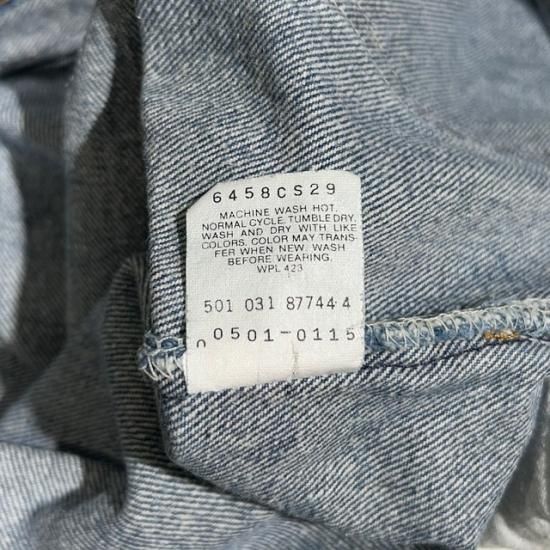 6458CS29
MACHINE WASH HOT,
NORMAL CYCLE, TUMBLE DRY.
WASH AND DRY WITH LIKE
COLORS. COLOR MAY TRANS-
FER WHEN NEW. WASH
BEFORE WEARING.
WPL 423
501 031 87744-4
00501-0115